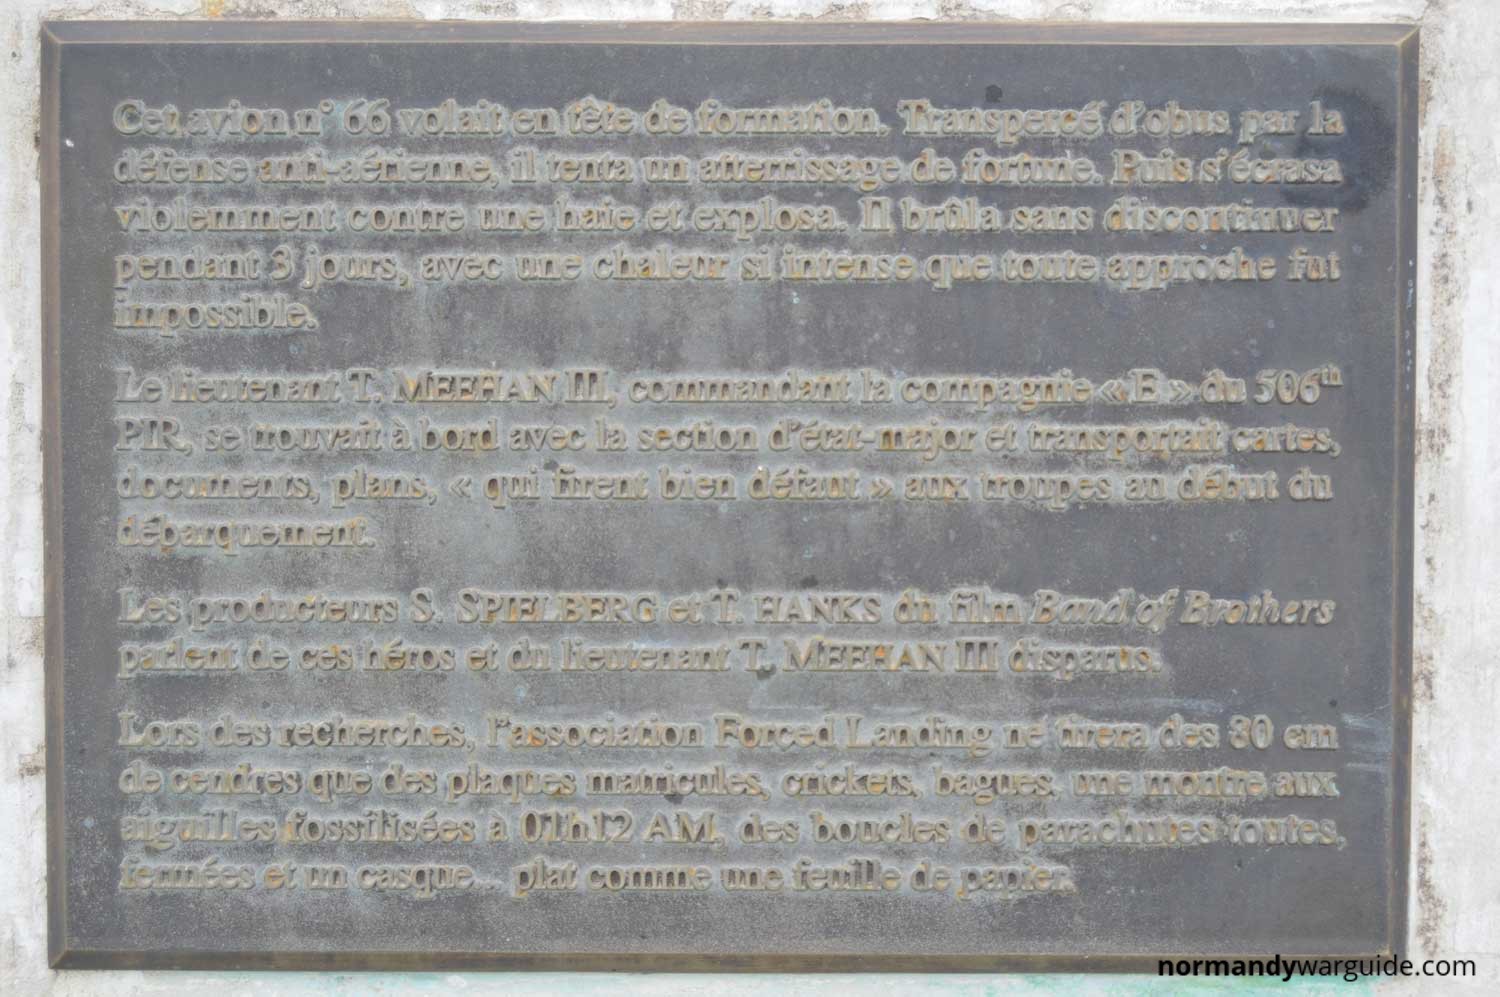 Cet avion n° 66 volait en tête de formation. Transpercé d'obus par la
défense anti-aérienne, il tenta un atterrissage de fortune. Puis s'écrasa
violemment contre une haie et explosa. Il brûla sans discontinuer
pendant 3 jours, avec une chaleur si intense que toute approche fut
impossible.
Le lieutenant T. MEEHAN III, commandant la compagnie « E » du 506th
PIR, se trouvait à bord avec la section d'état-major et transportait cartes,
documents, plans, « qui firent bien défaut » aux troupes au début du
débarquement.
Les producteurs S. SPIELBERG et T. HANKS du film Band of Brothers
parlent de ces héros et du lieutenant T. MEEHAN III disparus.
Lors des recherches, l'association Forced Landing ne tirera des 30 cm
de cendres que des plaques matricules, crickets, bagues, une montre aux
aiguilles fossilisées à 01h12 AM, des boucles de parachutes toutes,
fermées et un casque... plat comme une feuille de papier.
normandywarguide.com